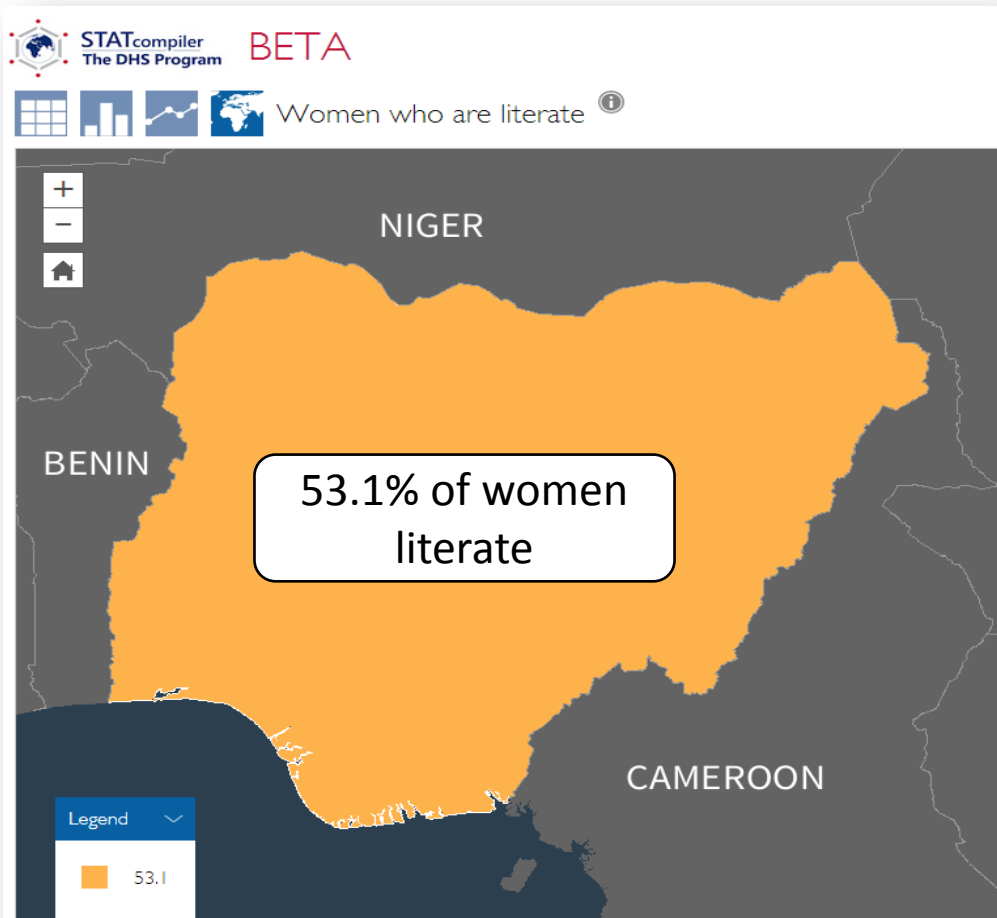 STATcompiler
The DHS Program
BETA
Women who are literate
NIGER
BENIN
53.1% of women
literate
CAMEROON
Legend
53.1